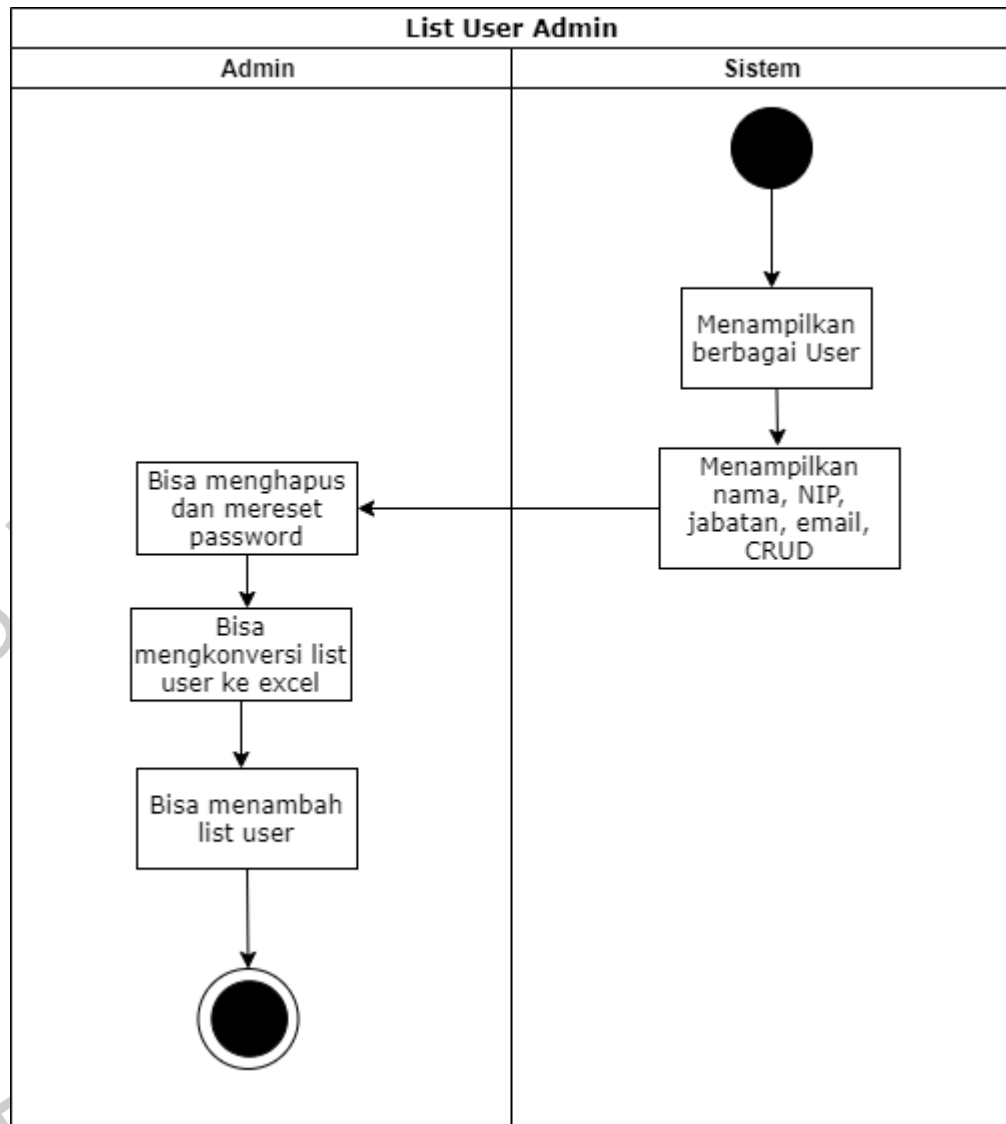 List User Admin
Admin
Sistem
Menampilkan
berbagai User
Menampilkan
nama, NIP,
jabatan, email,
CRUD
Bisa menghapus
dan mereset
password
Bisa
mengkonversi list
user ke excel
Bisa menambah
list user